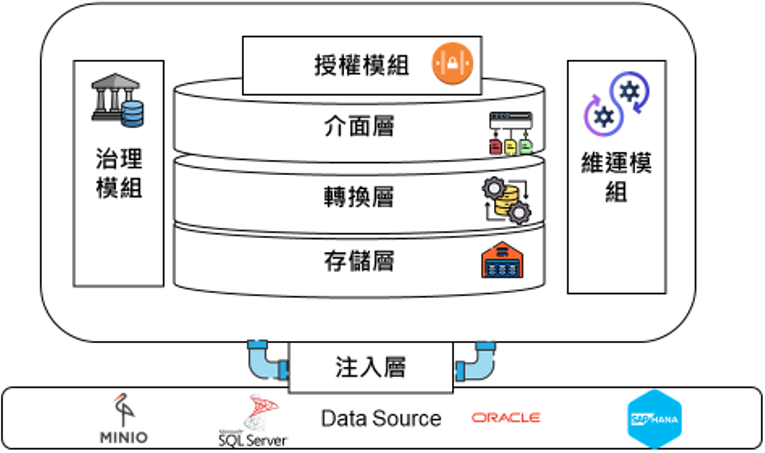 授權模組
介面層
治理
模組
轉換層
維運模
組
存儲層
注入層
MINIO
Microsoft
SQL Server
Data Source
ORACLE
SAP HANA